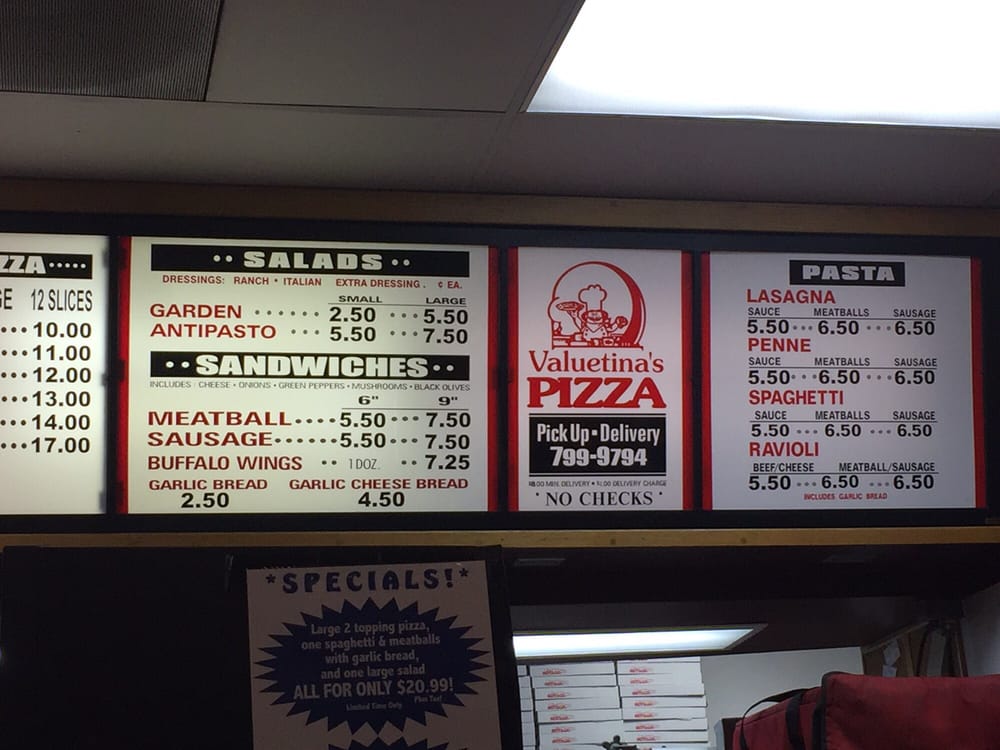 ZZA•••••
GE 12 SLICES
•••10.00
•••11.00
•••12.00
•••13.00
•••14.00
•••17.00
•• SALADS ••
DRESSINGS: RANCH • ITALIAN EXTRA DRESSING . ¢ EA.
SMALL LARGE
GARDEN •••••• 2.50 ••• 5.50
ANTIPASTO 5.50 ••• 7.50
••SANDWICHES••
INCLUDES : CHEESE • ONIONS • GREEN PEPPERS • MUSHROOMS • BLACK OLIVES
6" 9"
MEATBALL••••5.50•••7.50
SAUSAGE••••••5.50•••7.50
BUFFALO WINGS •• 1 DOZ. •• 7.25
GARLIC BREAD GARLIC CHEESE BREAD
2.50 4.50
Valuetina's
PIZZA
Pick Up • Delivery
799-9794
MIN. DELIVERY • DELIVERY CHARGE
• NO CHECKS •
PASTA
LASAGNA
SAUCE MEATBALLS SAUSAGE
5.50 ••• 6.50 ••• 6.50
PENNE
SAUCE MEATBALLS SAUSAGE
5.50 ••• 6.50 ••• 6.50
SPAGHETTI
SAUCE MEATBALLS SAUSAGE
5.50 ••• 6.50 ••• 6.50
RAVIOLI
BEEF/CHEESE MEATBALL/SAUSAGE
5.50 ••• 6.50 ••• 6.50
INCLUDES GARLIC BREAD
*SPECIALS!*
Large 2 topping pizza,
one spaghetti & meatballs
with garlic bread,
and one large salad
ALL FOR ONLY $20.99!
Plus Tax!
Limited Time Only